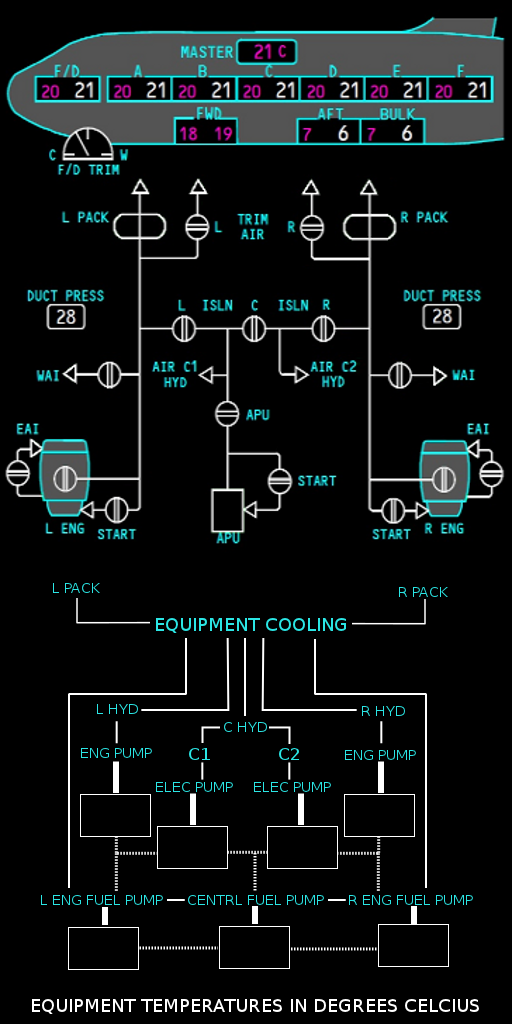 MASTER 21 C
F/D A B C D E F
20 21 20 21 20 21 20 21 20 21 20 21 20 21
FWD AFT BULK
18 19 7 6 7 6
C W
F/D TRIM
L PACK L TRIM AIR R R PACK
DUCT PRESS DUCT PRESS
28 28
L ISLN C ISLN R
WAI AIR C1 HYD AIR C2 HYD WAI
APU
EAI EAI
START
L ENG START APU START R ENG
L PACK R PACK
EQUIPMENT COOLING
L HYD R HYD
C HYD
ENG PUMP C1 C2 ENG PUMP
ELEC PUMP ELEC PUMP
L ENG FUEL PUMP CENTRL FUEL PUMP R ENG FUEL PUMP
EQUIPMENT TEMPERATURES IN DEGREES CELCIUS